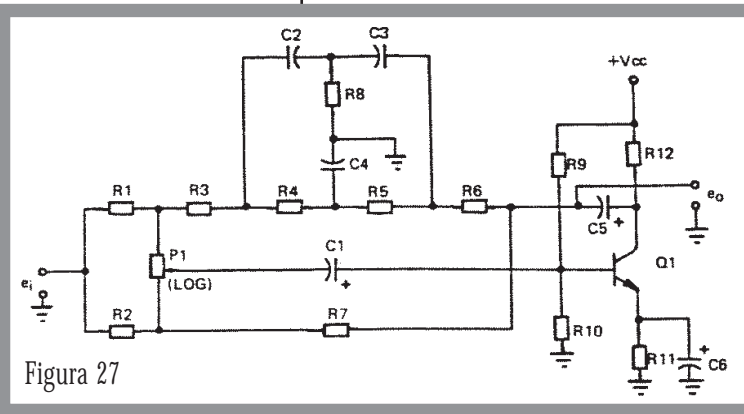 C2
C3
+Vcc
R8
C4
R9
R12
R1
R3
R4
R5
R6
eo
C5
+
P1
(LOG)
C1
+
Q1
ei
R2
R7
R10
R11
+
C6
Figura 27